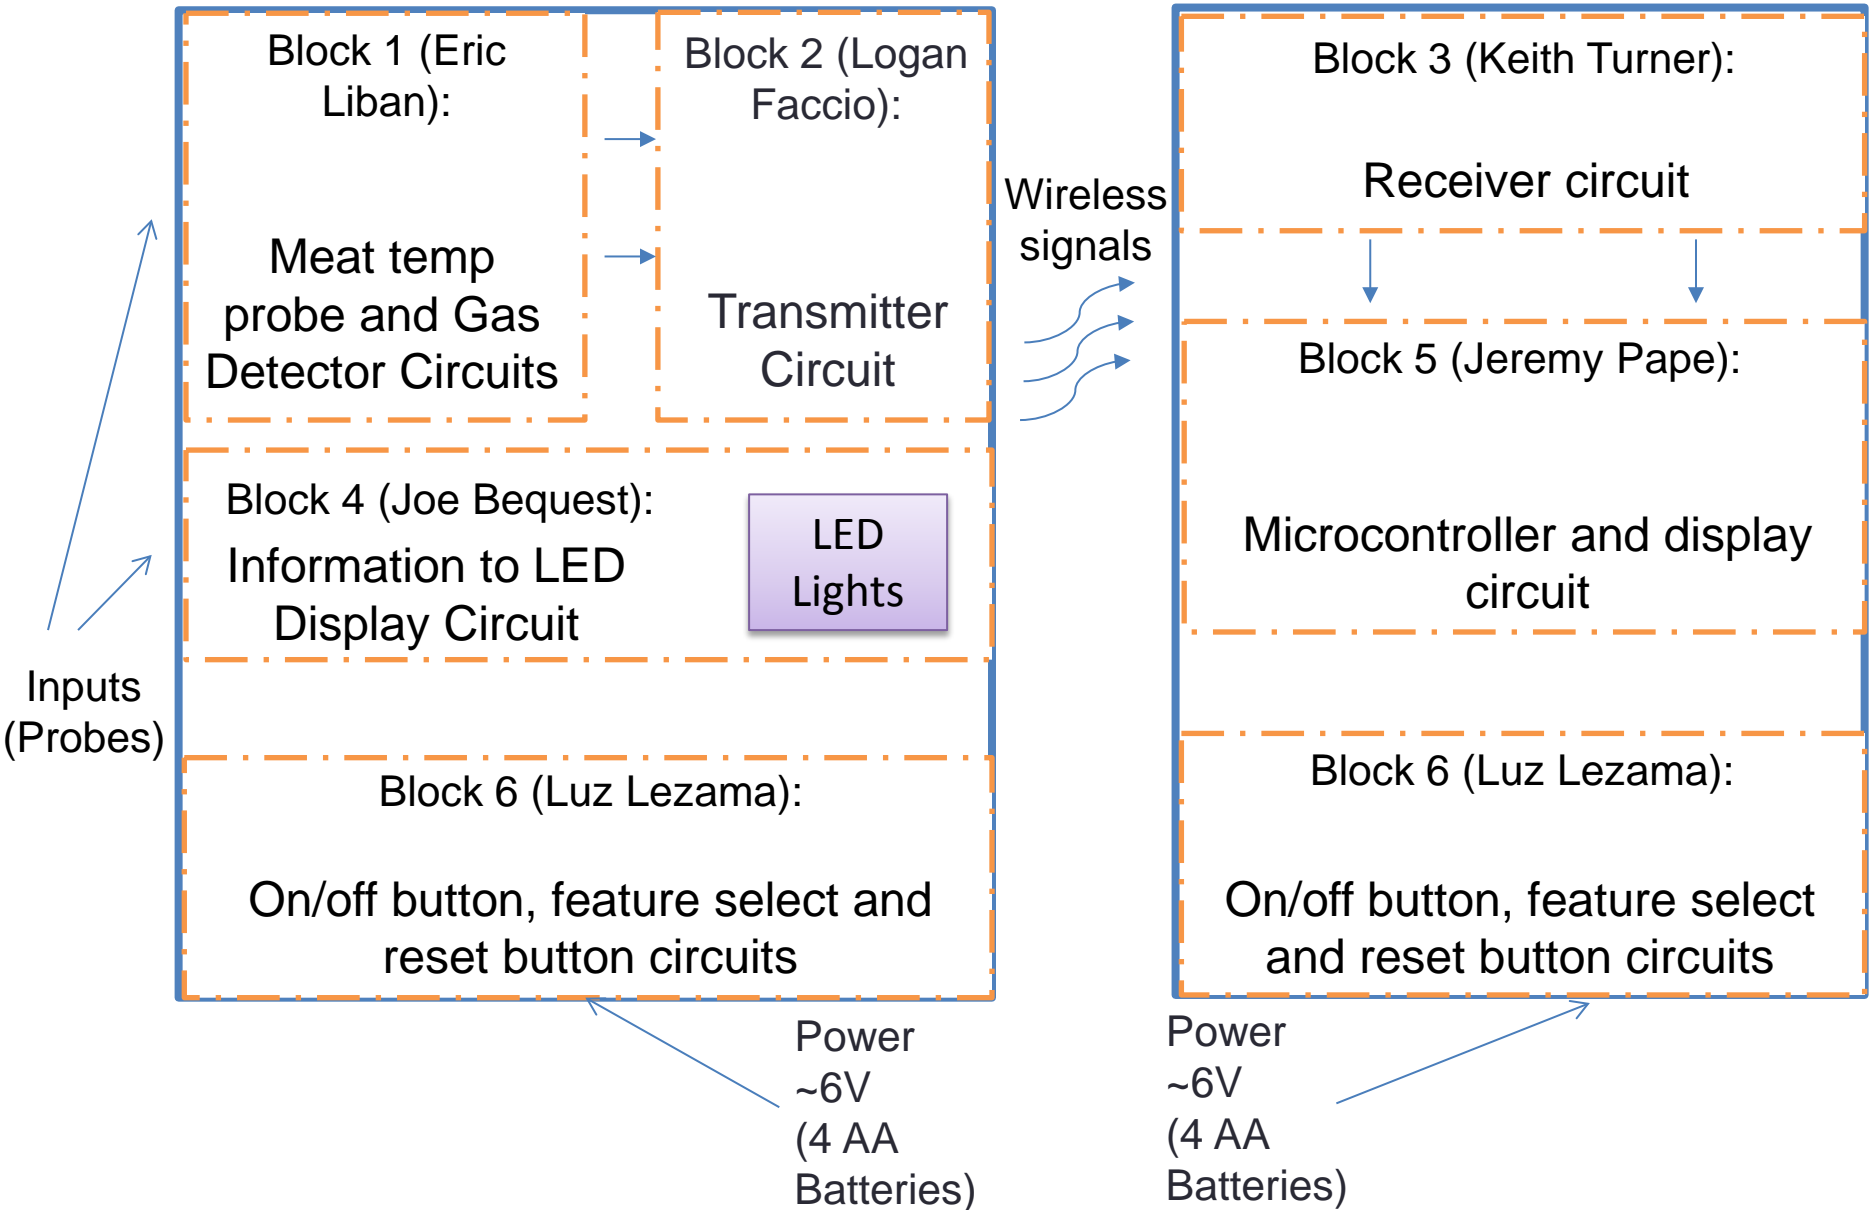 Block 1 (Eric
Liban):
Meat temp
probe and Gas
Detector Circuits
Block 2 (Logan
Faccio):
Transmitter
Circuit
Wireless
signals
Block 3 (Keith Turner):
Receiver circuit
Block 5 (Jeremy Pape):
Microcontroller and display
circuit
Block 4 (Joe Bequest):
Information to LED
Display Circuit
LED
Lights
Inputs
(Probes)
Block 6 (Luz Lezama):
On/off button, feature select and
reset button circuits
Block 6 (Luz Lezama):
On/off button, feature select
and reset button circuits
Power
~6V
(4 AA
Batteries)
Power
~6V
(4 AA
Batteries)